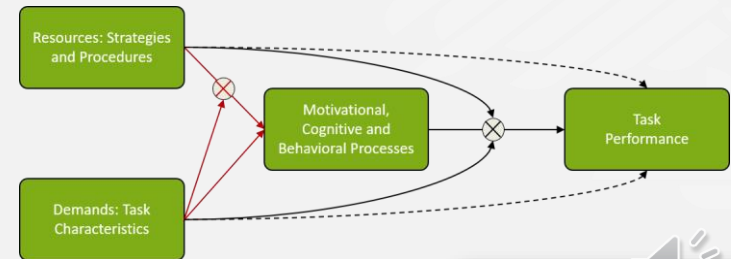 Resources: Strategies
and Procedures
Motivational,
Cognitive and
Behavioral Processes
Task
Performance
Demands: Task
Characteristics